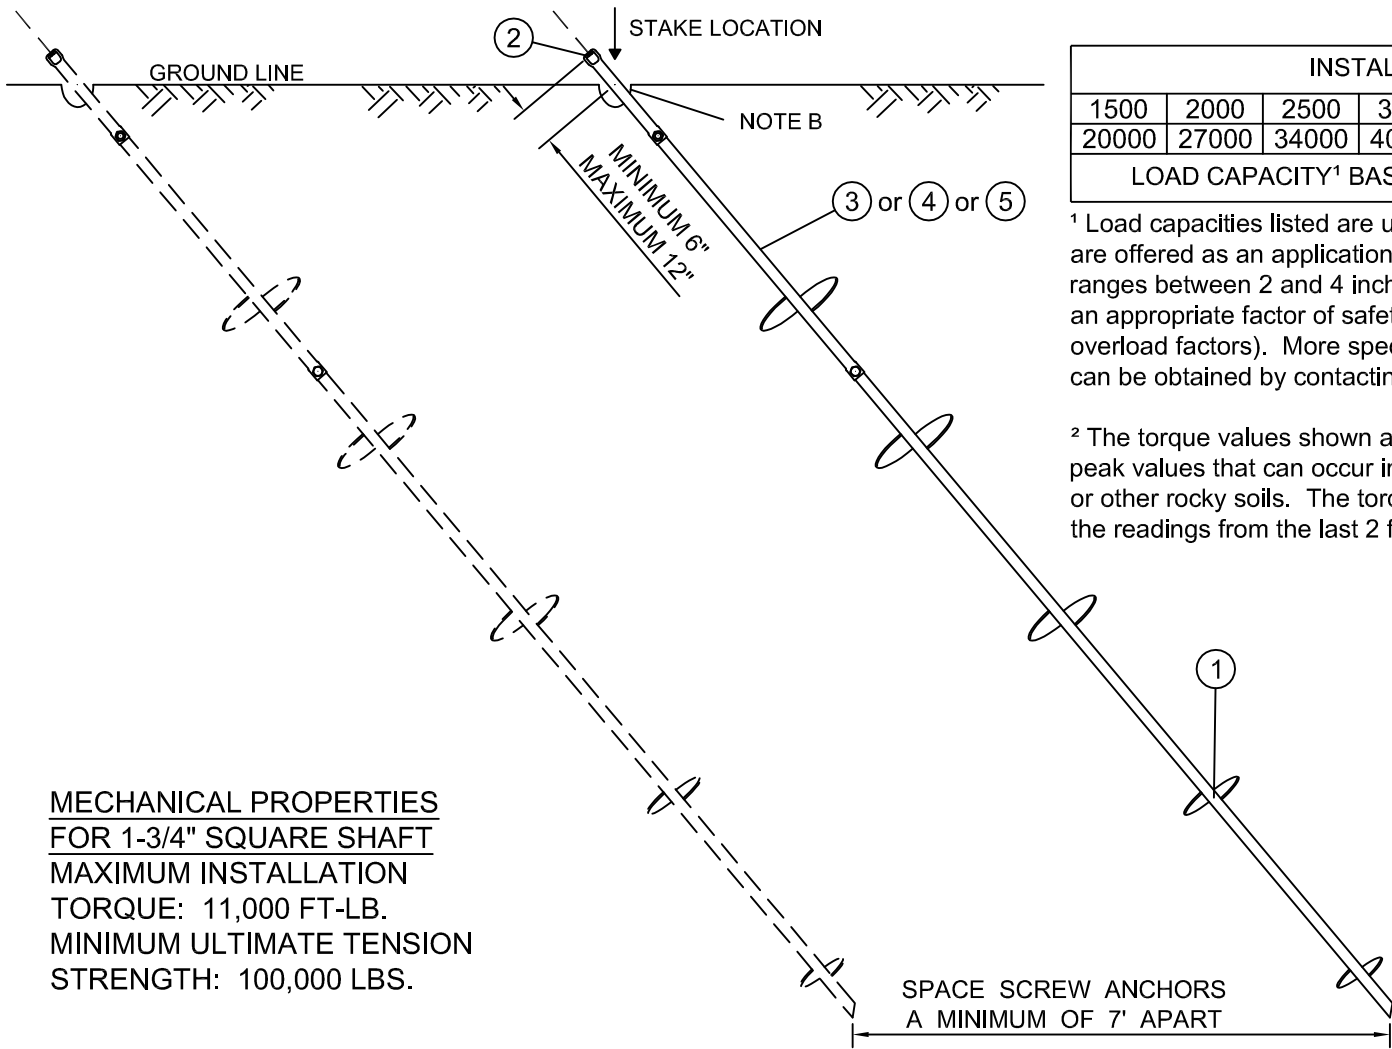 2
STAKE LOCATION
GROUND LINE
NOTE B
MINIMUM 6"
MAXIMUM 12"
3 or 4 or 5
1
MECHANICAL PROPERTIES
FOR 1-3/4" SQUARE SHAFT
MAXIMUM INSTALLATION
TORQUE: 11,000 FT-LB.
MINIMUM ULTIMATE TENSION
STRENGTH: 100,000 LBS.
SPACE SCREW ANCHORS
A MINIMUM OF 7' APART
INSTAL
1500 2000 2500 3
20000 27000 34000 40
LOAD CAPACITY¹ BAS
¹ Load capacities listed are u
are offered as an application
ranges between 2 and 4 inch
an appropriate factor of safet
overload factors). More spec
can be obtained by contactin
² The torque values shown a
peak values that can occur in
or other rocky soils. The torq
the readings from the last 2 f